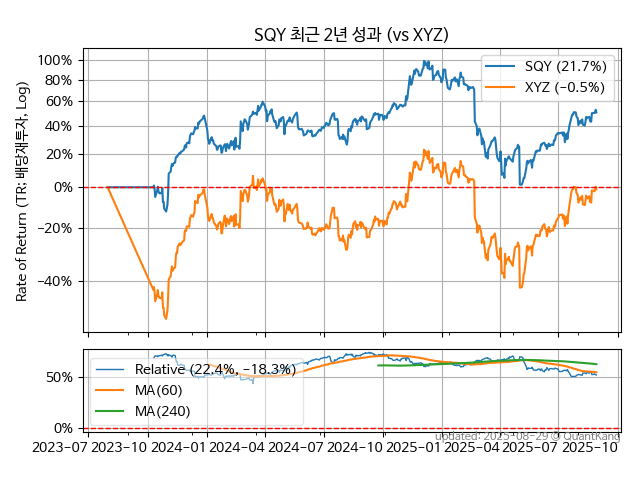 SQY 최근 2년 성과 (vs XYZ)
Rate of Return (TR: 배당재투자, Log)
100%
80%
60%
40%
20%
0%
−20%
−40%
SQY (21.7%)
XYZ (−0.5%)
50%
0%
Relative (22.4%, −18.3%)
MA(60)
MA(240)
2023-07 2023-10 2024-01 2024-04 2024-07 2024-10 2025-01 2025-04 2025-07 2025-10
updated: 2025-08-29 © QuantKang